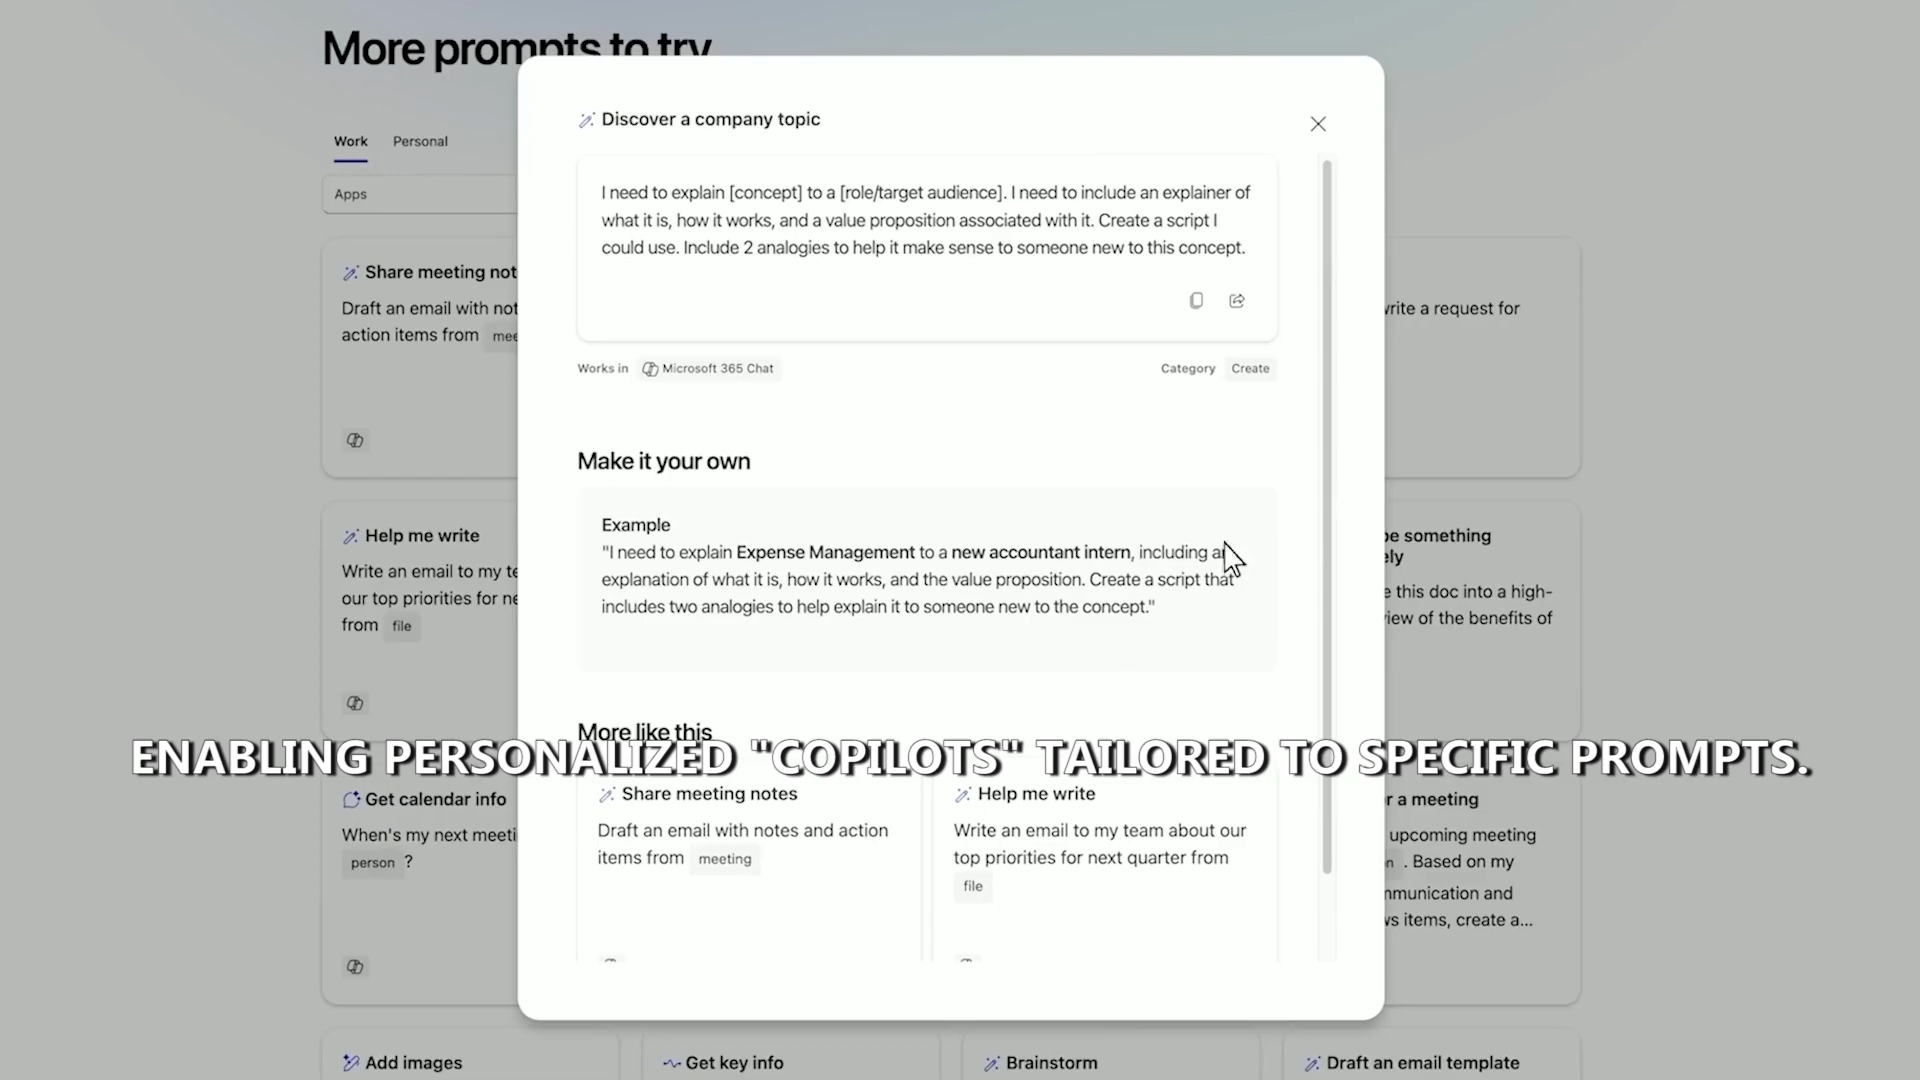 More prompts to try
Work
Personal
Apps
Share meeting not
Draft an email with not
action items from mee
Help me write
Write an email to my te
our top priorities for ne
from file
Get calendar info
When's my next meeti
person ?
Discover a company topic
I need to explain [concept] to a [role/target audience]. I need to include an explainer of
what it is, how it works, and a value proposition associated with it. Create a script I
could use. Include 2 analogies to help it make sense to someone new to this concept.
Works in Microsoft 365 Chat
Category Create
Make it your own
Example
"I need to explain Expense Management to a new accountant intern, including an
explanation of what it is, how it works, and the value proposition. Create a script that
includes two analogies to help explain it to someone new to the concept."
More like this
ENABLING PERSONALIZED "COPILOTS" TAILORED TO SPECIFIC PROMPTS.
Share meeting notes
Draft an email with notes and action
items from meeting
Help me write
Write an email to my team about our
top priorities for next quarter from
file
write a request for
be something
ely
e this doc into a high-
iew of the benefits of
r a meeting
upcoming meeting
n . Based on my
mmunication and
ws items, create a...
Add images
Get key info
Brainstorm
Draft an email template